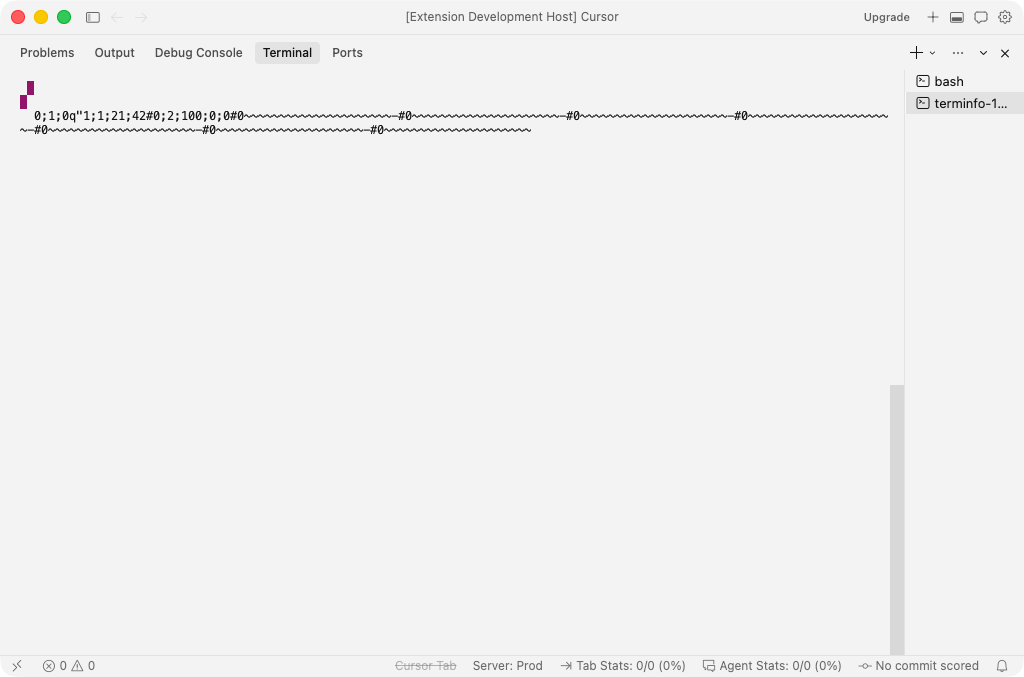 [Extension Development Host] Cursor
Upgrade
Problems Output Debug Console Terminal Ports
bash
terminfo-1...
0;1;0q"1;1;21;42#0;2;100;0;0#0~~~~~~~~~~~~~~~~~~~~~-#0~~~~~~~~~~~~~~~~~~~~~-#0~~~~~~~~~~~~~~~~~~~~~-#0~~~~~~~~~~~~~~~~~~~~
~-#0~~~~~~~~~~~~~~~~~~~~~-#0~~~~~~~~~~~~~~~~~~~~~-#0~~~~~~~~~~~~~~~~~~~~~
0 0 Cursor Tab Server: Prod Tab Stats: 0/0 (0%) Agent Stats: 0/0 (0%) No commit scored